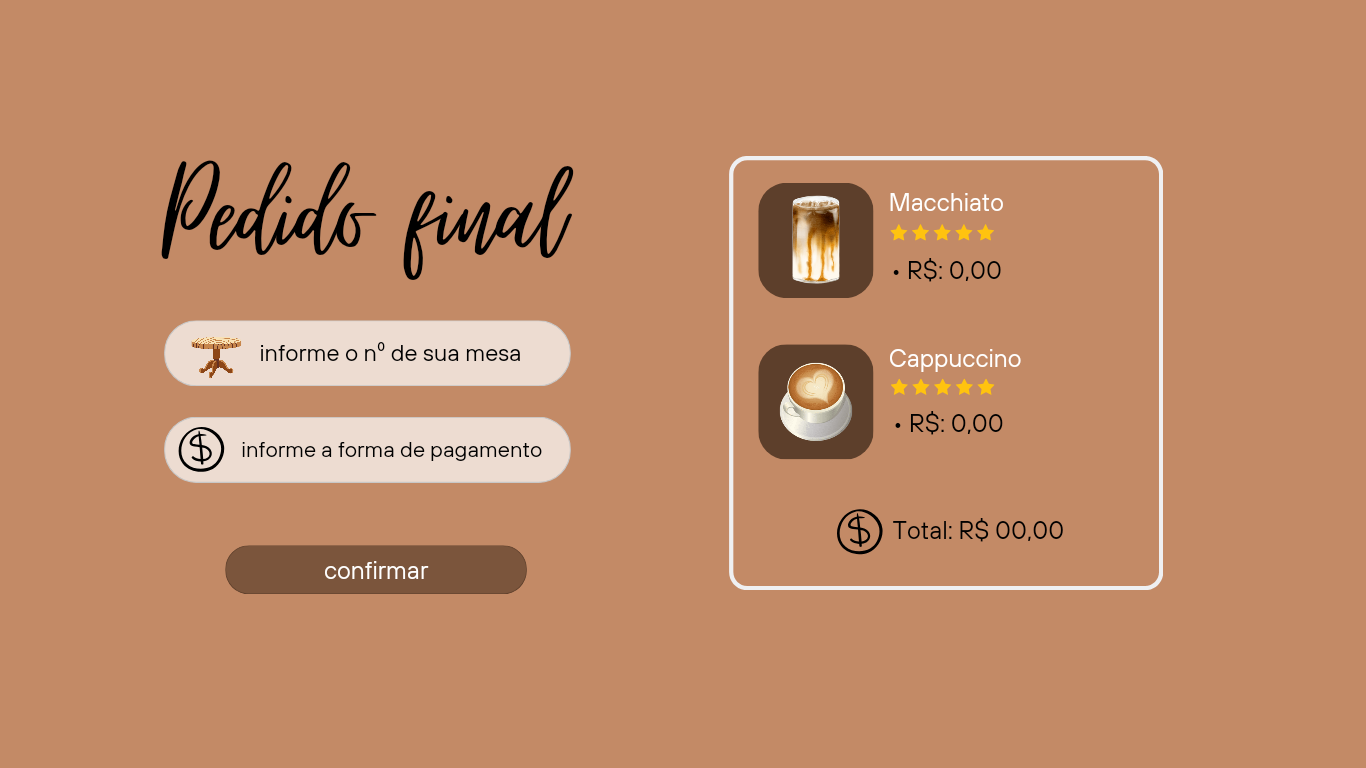 Pedido final
informe o nº de sua mesa
informe a forma de pagamento
confirmar
Macchiato
• R$: 0,00
Cappuccino
• R$: 0,00
Total: R$ 00,00